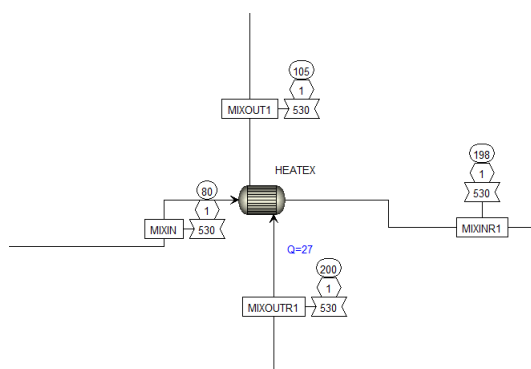 105
1
MIXOUT1
530
HEATEX
198
1
530
MIXINR1
80
1
MIXIN
530
Q=27
200
1
MIXOUTR1
530